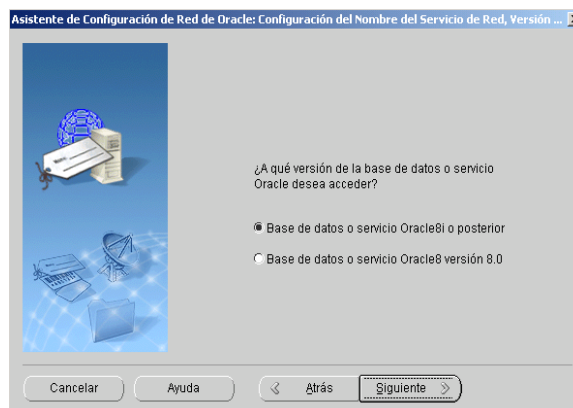 Asistente de Configuración de Red de Oracle: Configuración del Nombre del Servicio de Red, Versión ...
¿A qué versión de la base de datos o servicio
Oracle desea acceder?
Base de datos o servicio Oracle8i o posterior
Base de datos o servicio Oracle8 versión 8.0
Cancelar
Ayuda
Atrás
Siguiente